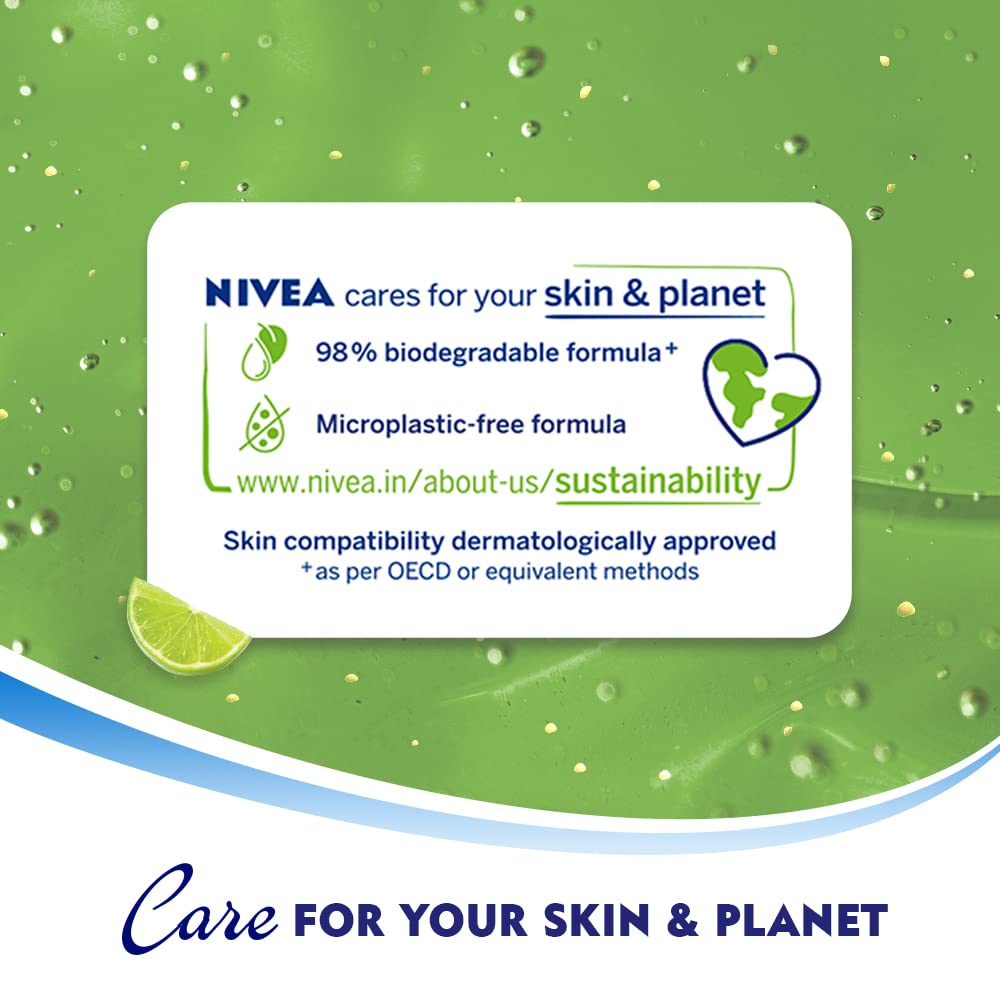 NIVEA cares for your skin & planet
98% biodegradable formula+
Microplastic-free formula
www.nivea.in/about-us/sustainability
Skin compatibility dermatologically approved
+as per OECD or equivalent methods
Care FOR YOUR SKIN & PLANET